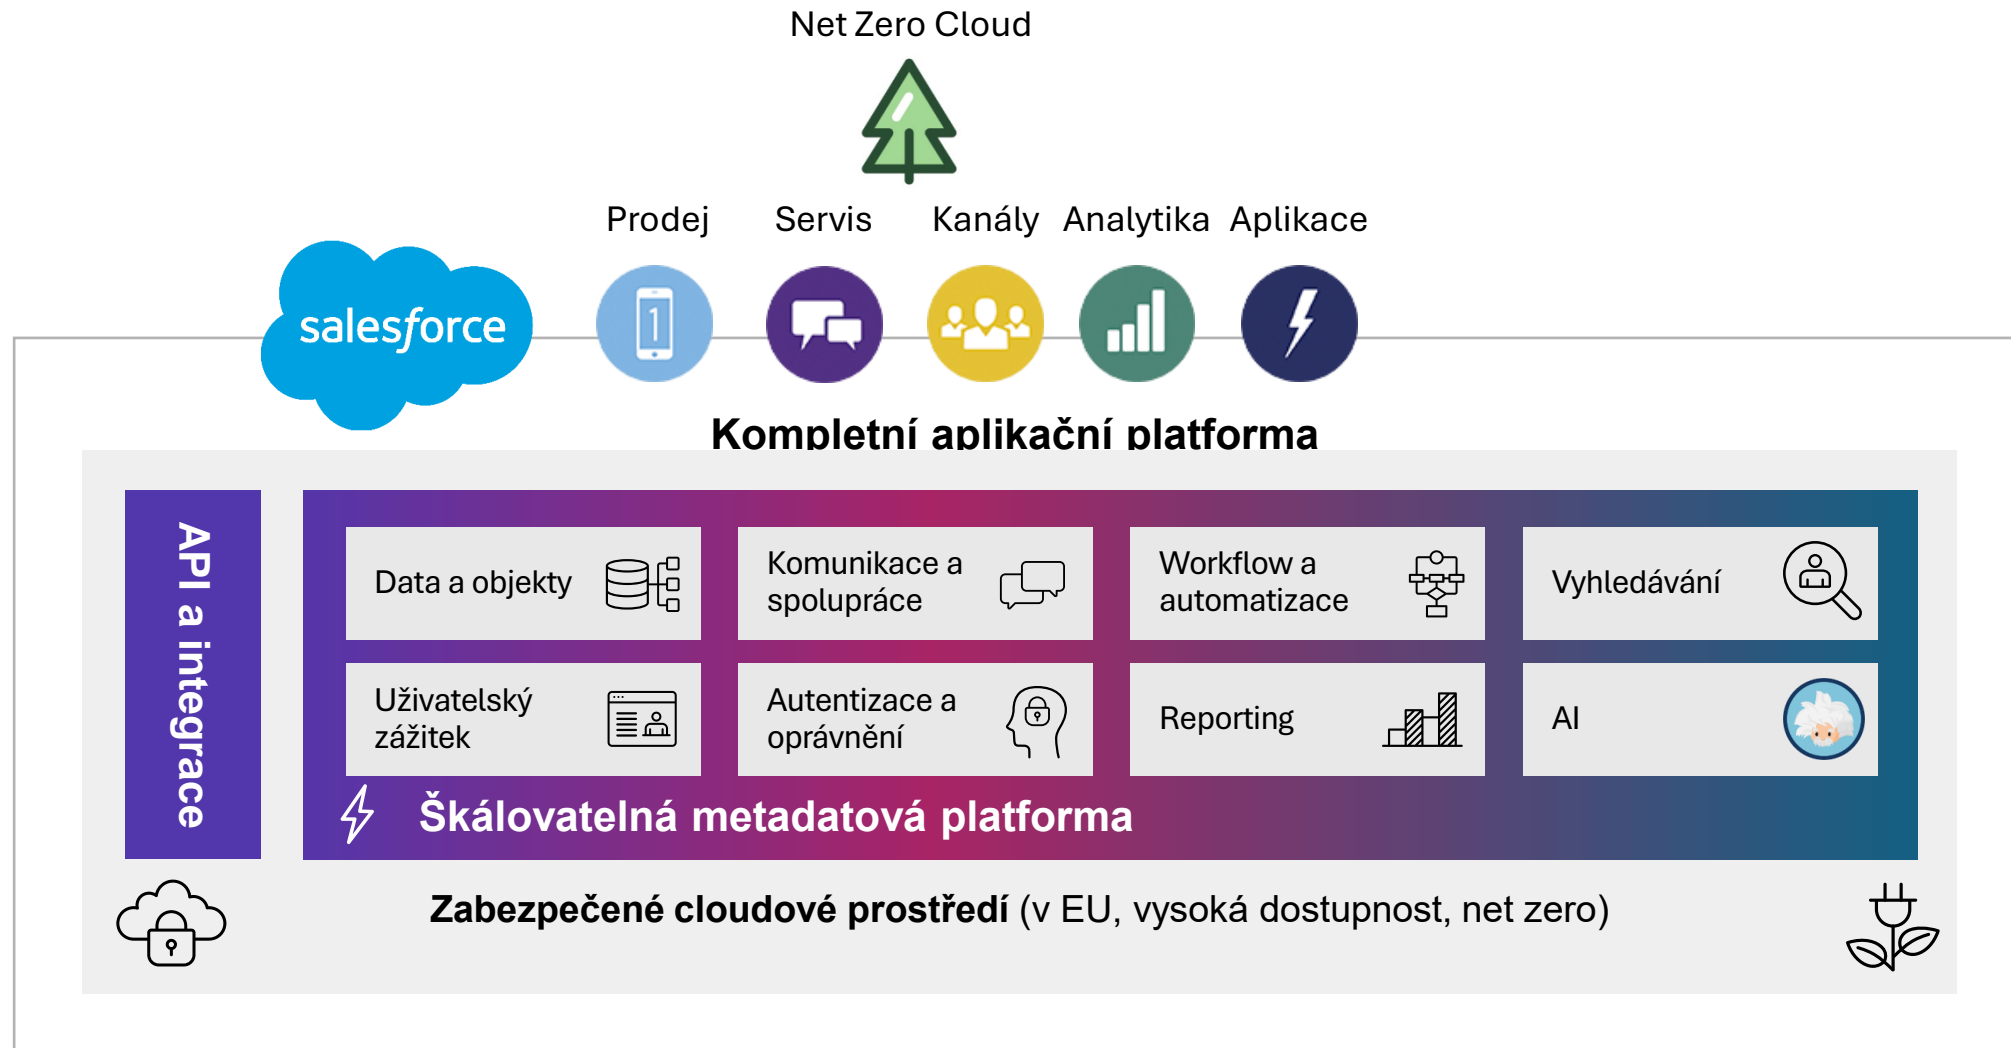 Net Zero Cloud
Prodej Servis Kanály Analytika Aplikace
salesforce
1
Kompletní aplikační platforma
API a integrace
Data a objekty
Komunikace a
spolupráce
Workflow a
automatizace
Vyhledávání
Uživatelský
zážitek
Autentizace a
oprávnění
Reporting
AI
Škálovatelná metadatová platforma
Zabezpečené cloudové prostředí (v EU, vysoká dostupnost, net zero)